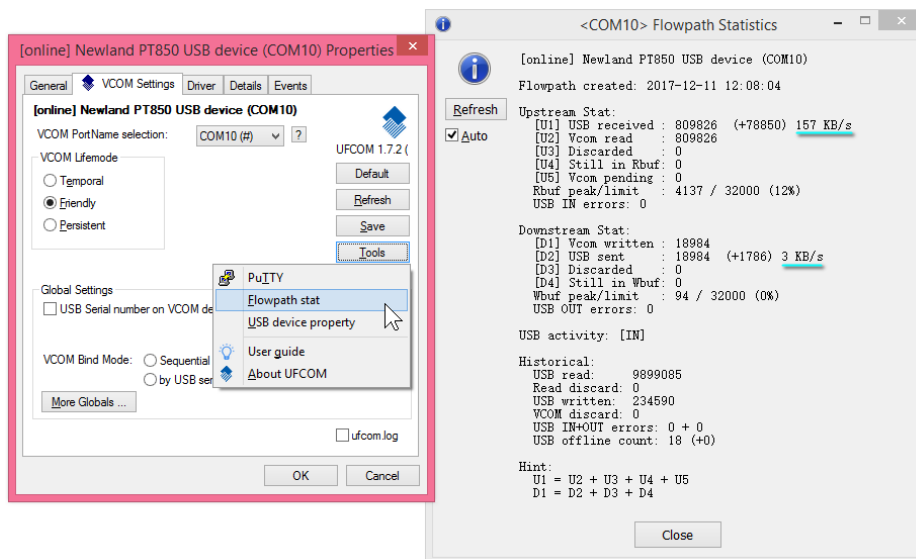 [online] Newland PT850 USB device (COM10) Properties
General
VCOM Settings
Driver
Details
Events
[online] Newland PT850 USB device (COM10)
VCOM PortName selection:
COM10 (#)
?
UFCOM 1.7.2 (
VCOM Lifemode
Temporal
Friendly
Persistent
Default
Refresh
Save
Tools
PuTTY
Flowpath stat
USB device property
User guide
About UFCOM
Global Settings
USB Serial number on VCOM de
VCOM Bind Mode:
Sequential
by USB ser
More Globals ...
ufcom.log
OK
Cancel
<COM10> Flowpath Statistics
Refresh
Auto
[online] Newland PT850 USB device (COM10)
Flowpath created: 2017-12-11 12:08:04
Upstream Stat:
[U1] USB received : 809826 (+78850) 157 KB/s
[U2] Vcom read : 809826
[U3] Discarded : 0
[U4] Still in Rbuf: 0
[U5] Vcom pending : 0
Rbuf peak/limit : 4137 / 32000 (12%)
USB IN errors: 0
Downstream Stat:
[D1] Vcom written : 18984
[D2] USB sent : 18984 (+1786) 3 KB/s
[D3] Discarded : 0
[D4] Still in Wbuf: 0
Wbuf peak/limit : 94 / 32000 (0%)
USB OUT errors: 0
USB activity: [IN]
Historical:
USB read: 9899085
Read discard: 0
USB written: 234590
VCOM discard: 0
USB IN+OUT errors: 0 + 0
USB offline count: 18 (+0)
Hint:
U1 = U2 + U3 + U4 + U5
D1 = D2 + D3 + D4
Close